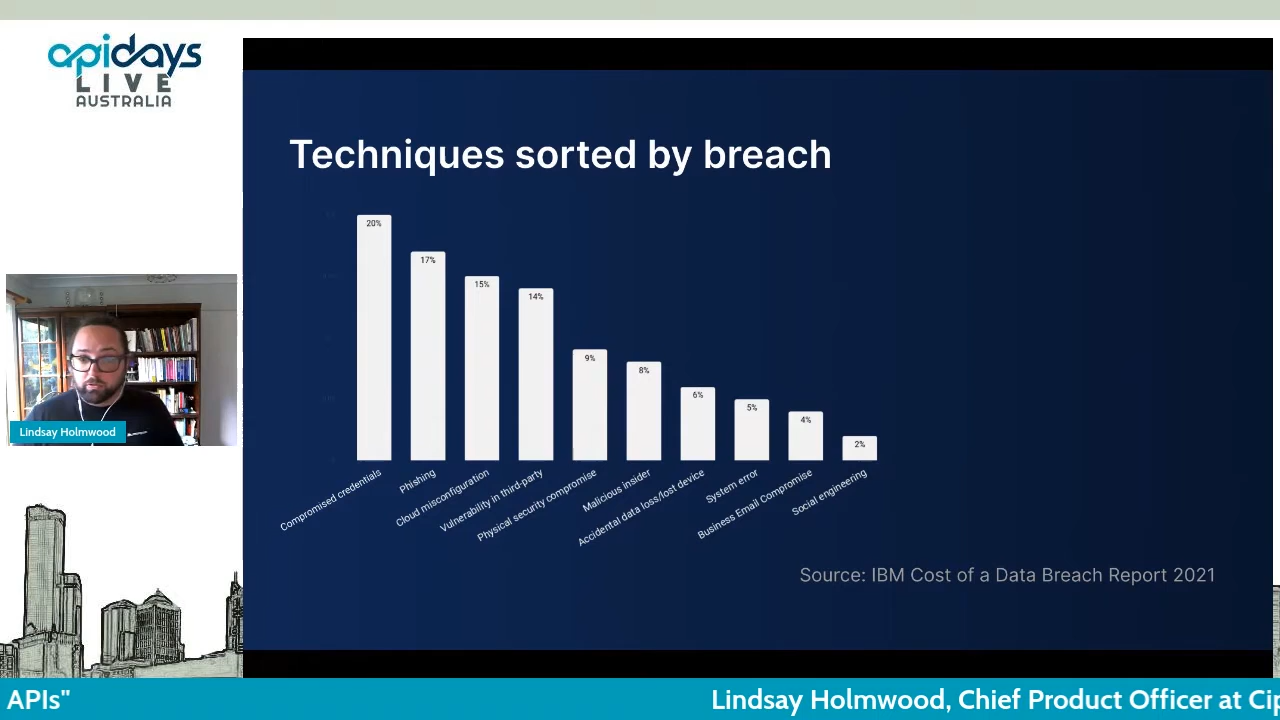 apidays
LIVE
AUSTRALIA
Techniques sorted by breach
20%
17%
15%
14%
9%
8%
6%
5%
4%
2%
Compromised credentials
Phishing
Cloud misconfiguration
Vulnerability in third-party
Physical security compromise
Malicious insider
Accidental data loss/lost device
System error
Business Email Compromise
Social engineering
Source: IBM Cost of a Data Breach Report 2021
Lindsay Holmwood
APIs" Lindsay Holmwood, Chief Product Officer at Cip